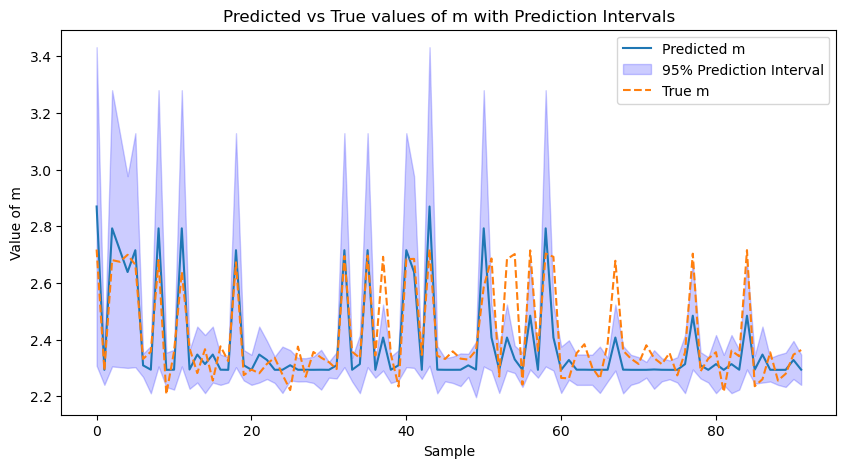 Predicted vs True values of m with Prediction Intervals
Predicted m
95% Prediction Interval
True m
Value of m
3.4
3.2
3.0
2.8
2.6
2.4
2.2
0
20
40
60
80
Sample